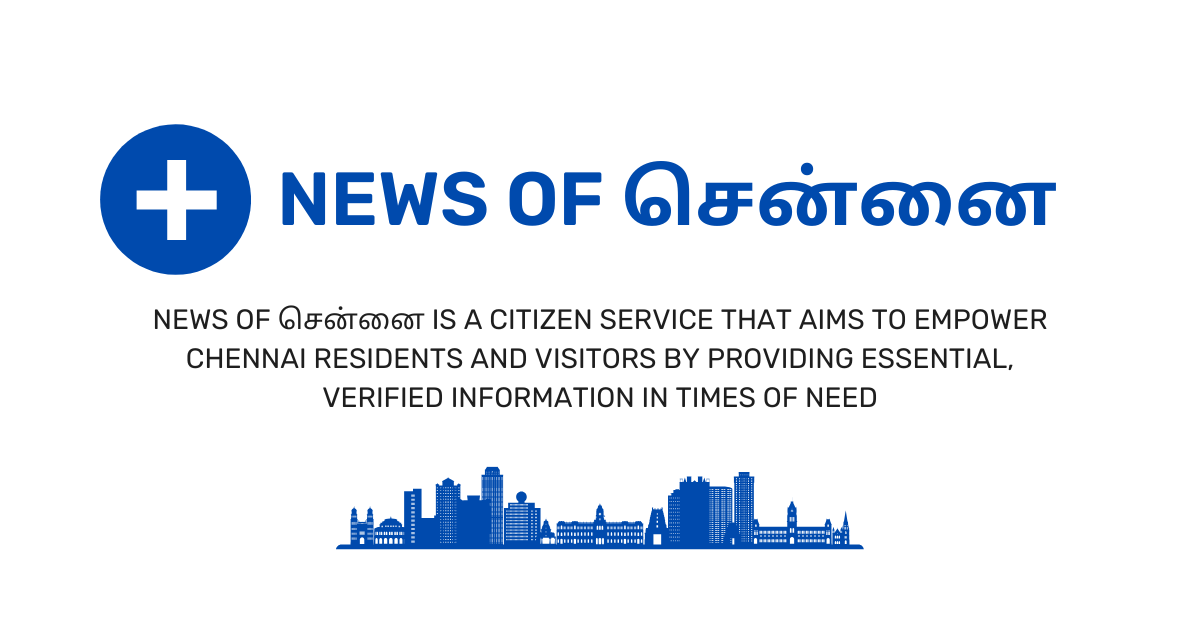 NEWS OF சென்னை
NEWS OF சென்னை IS A CITIZEN SERVICE THAT AIMS TO EMPOWER
CHENNAI RESIDENTS AND VISITORS BY PROVIDING ESSENTIAL,
VERIFIED INFORMATION IN TIMES OF NEED